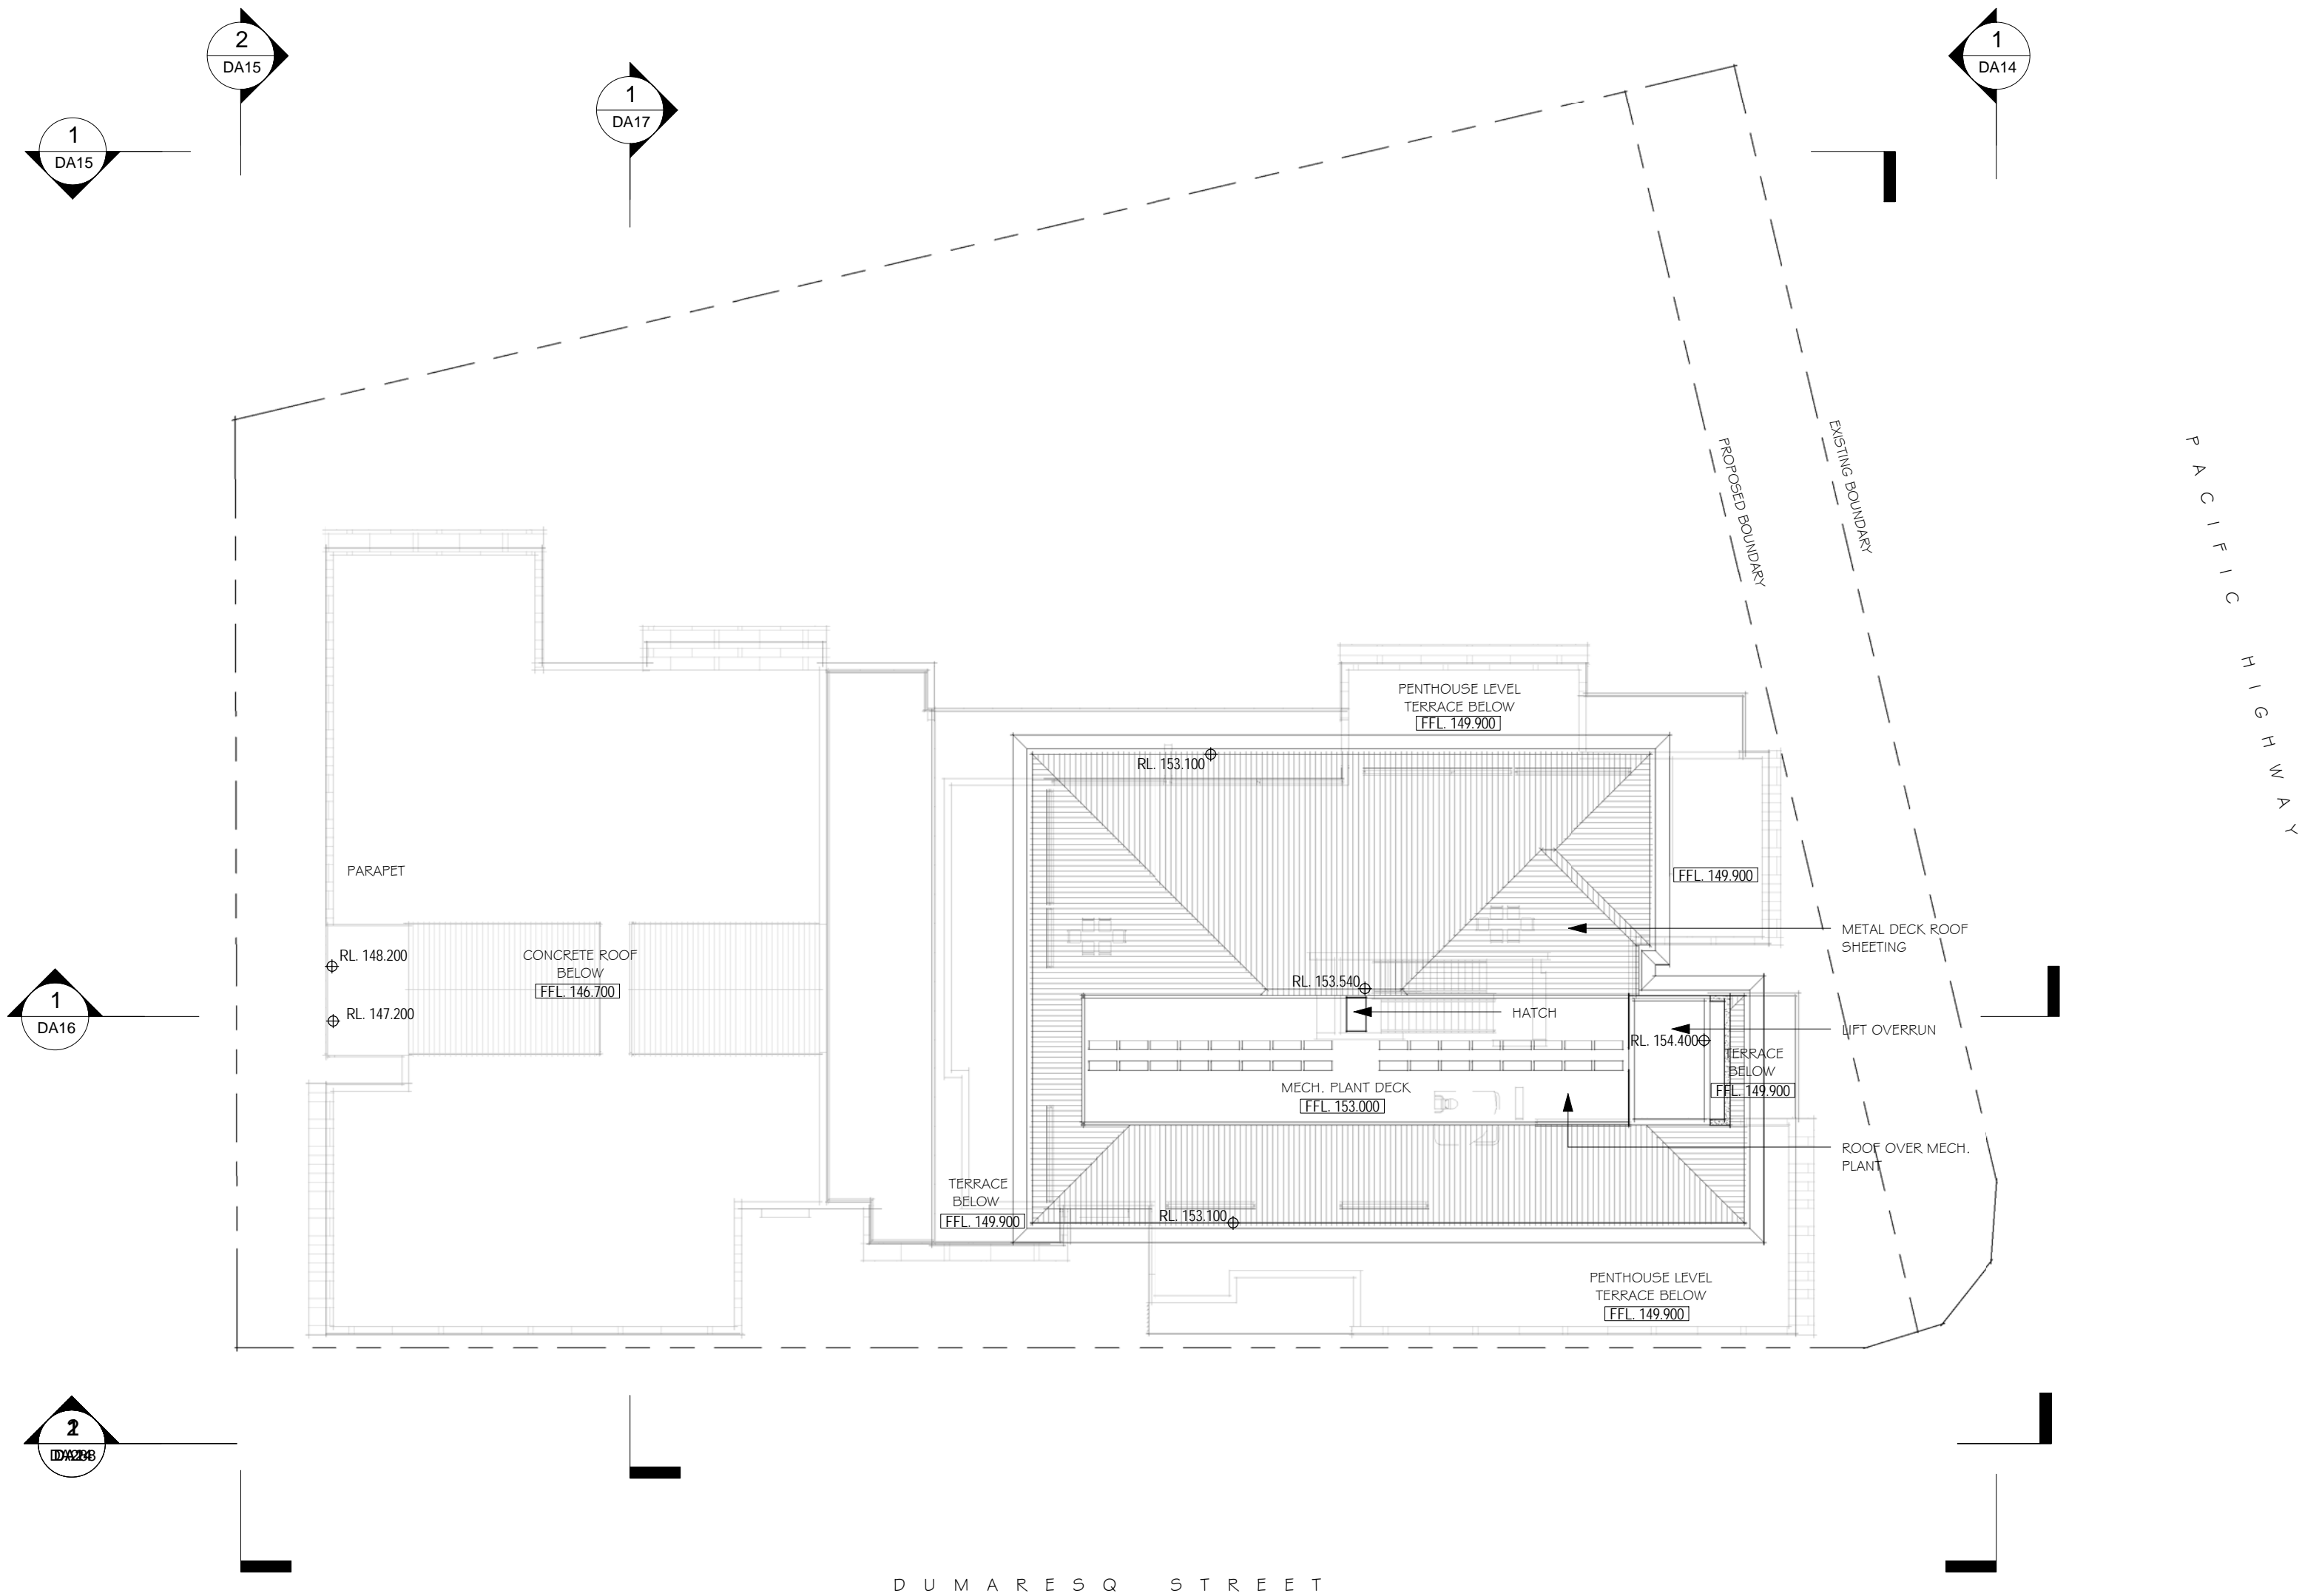 2
DA15
1
DA17
1
DA14
1
DA15
EXISTING BOUNDARY
PROPOSED BOUNDARY
PACIFIC HIGHWAY
PENTHOUSE LEVEL
TERRACE BELOW
FFL. 149.900
RL. 153.100
PARAPET
FFL. 149.900
METAL DECK ROOF
SHEETING
RL. 148.200
CONCRETE ROOF
BELOW
FFL. 146.700
RL. 153.540
1
DA16
RL. 147.200
HATCH
LIFT OVERRUN
RL. 154.400
TERRACE
BELOW
FFL. 149.900
MECH. PLANT DECK
FFL. 153.000
ROOF OVER MECH.
PLANT
TERRACE
BELOW
FFL. 149.900
RL. 153.100
PENTHOUSE LEVEL
TERRACE BELOW
FFL. 149.900
DUMARESQ STREET